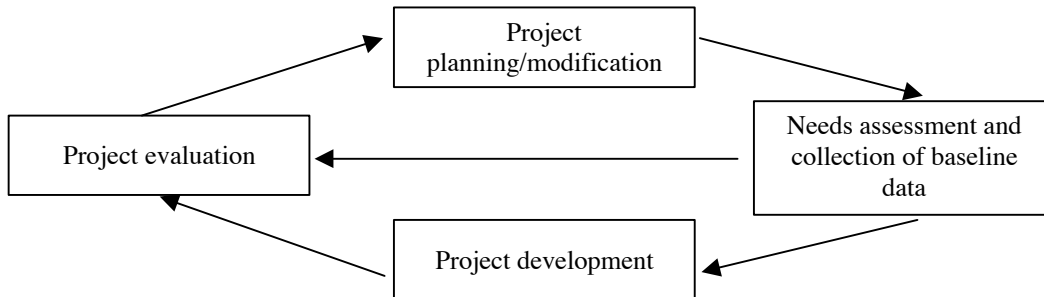 Project
planning/modification
Needs assessment and
collection of baseline
data
Project evaluation
Project development